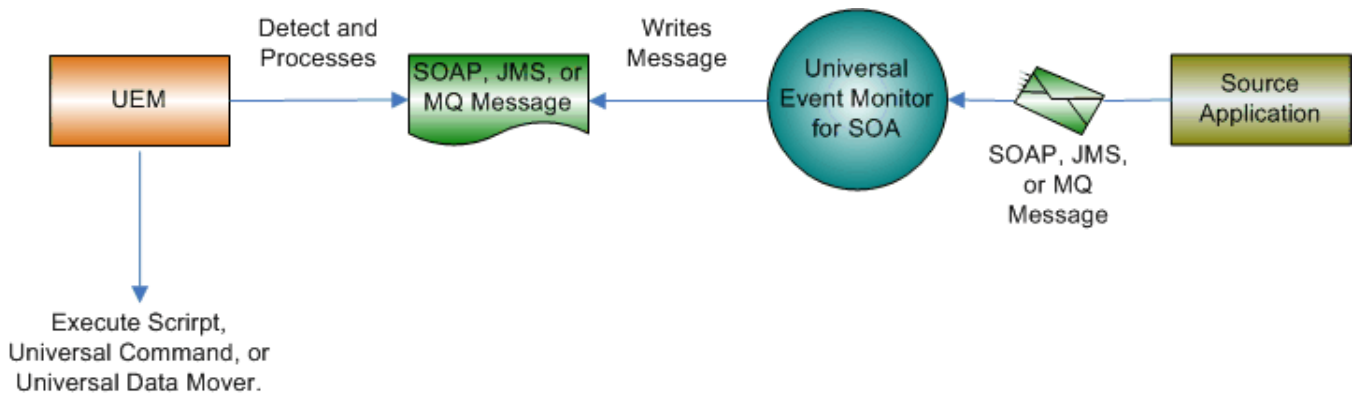 Detect and
Processes
Writes
Message
UEM
SOAP, JMS, or
MQ Message
Universal
Event Monitor
for SOA
Source
Application
SOAP, JMS,
or MQ
Message
Execute Scrirpt,
Universal Command, or
Universal Data Mover.